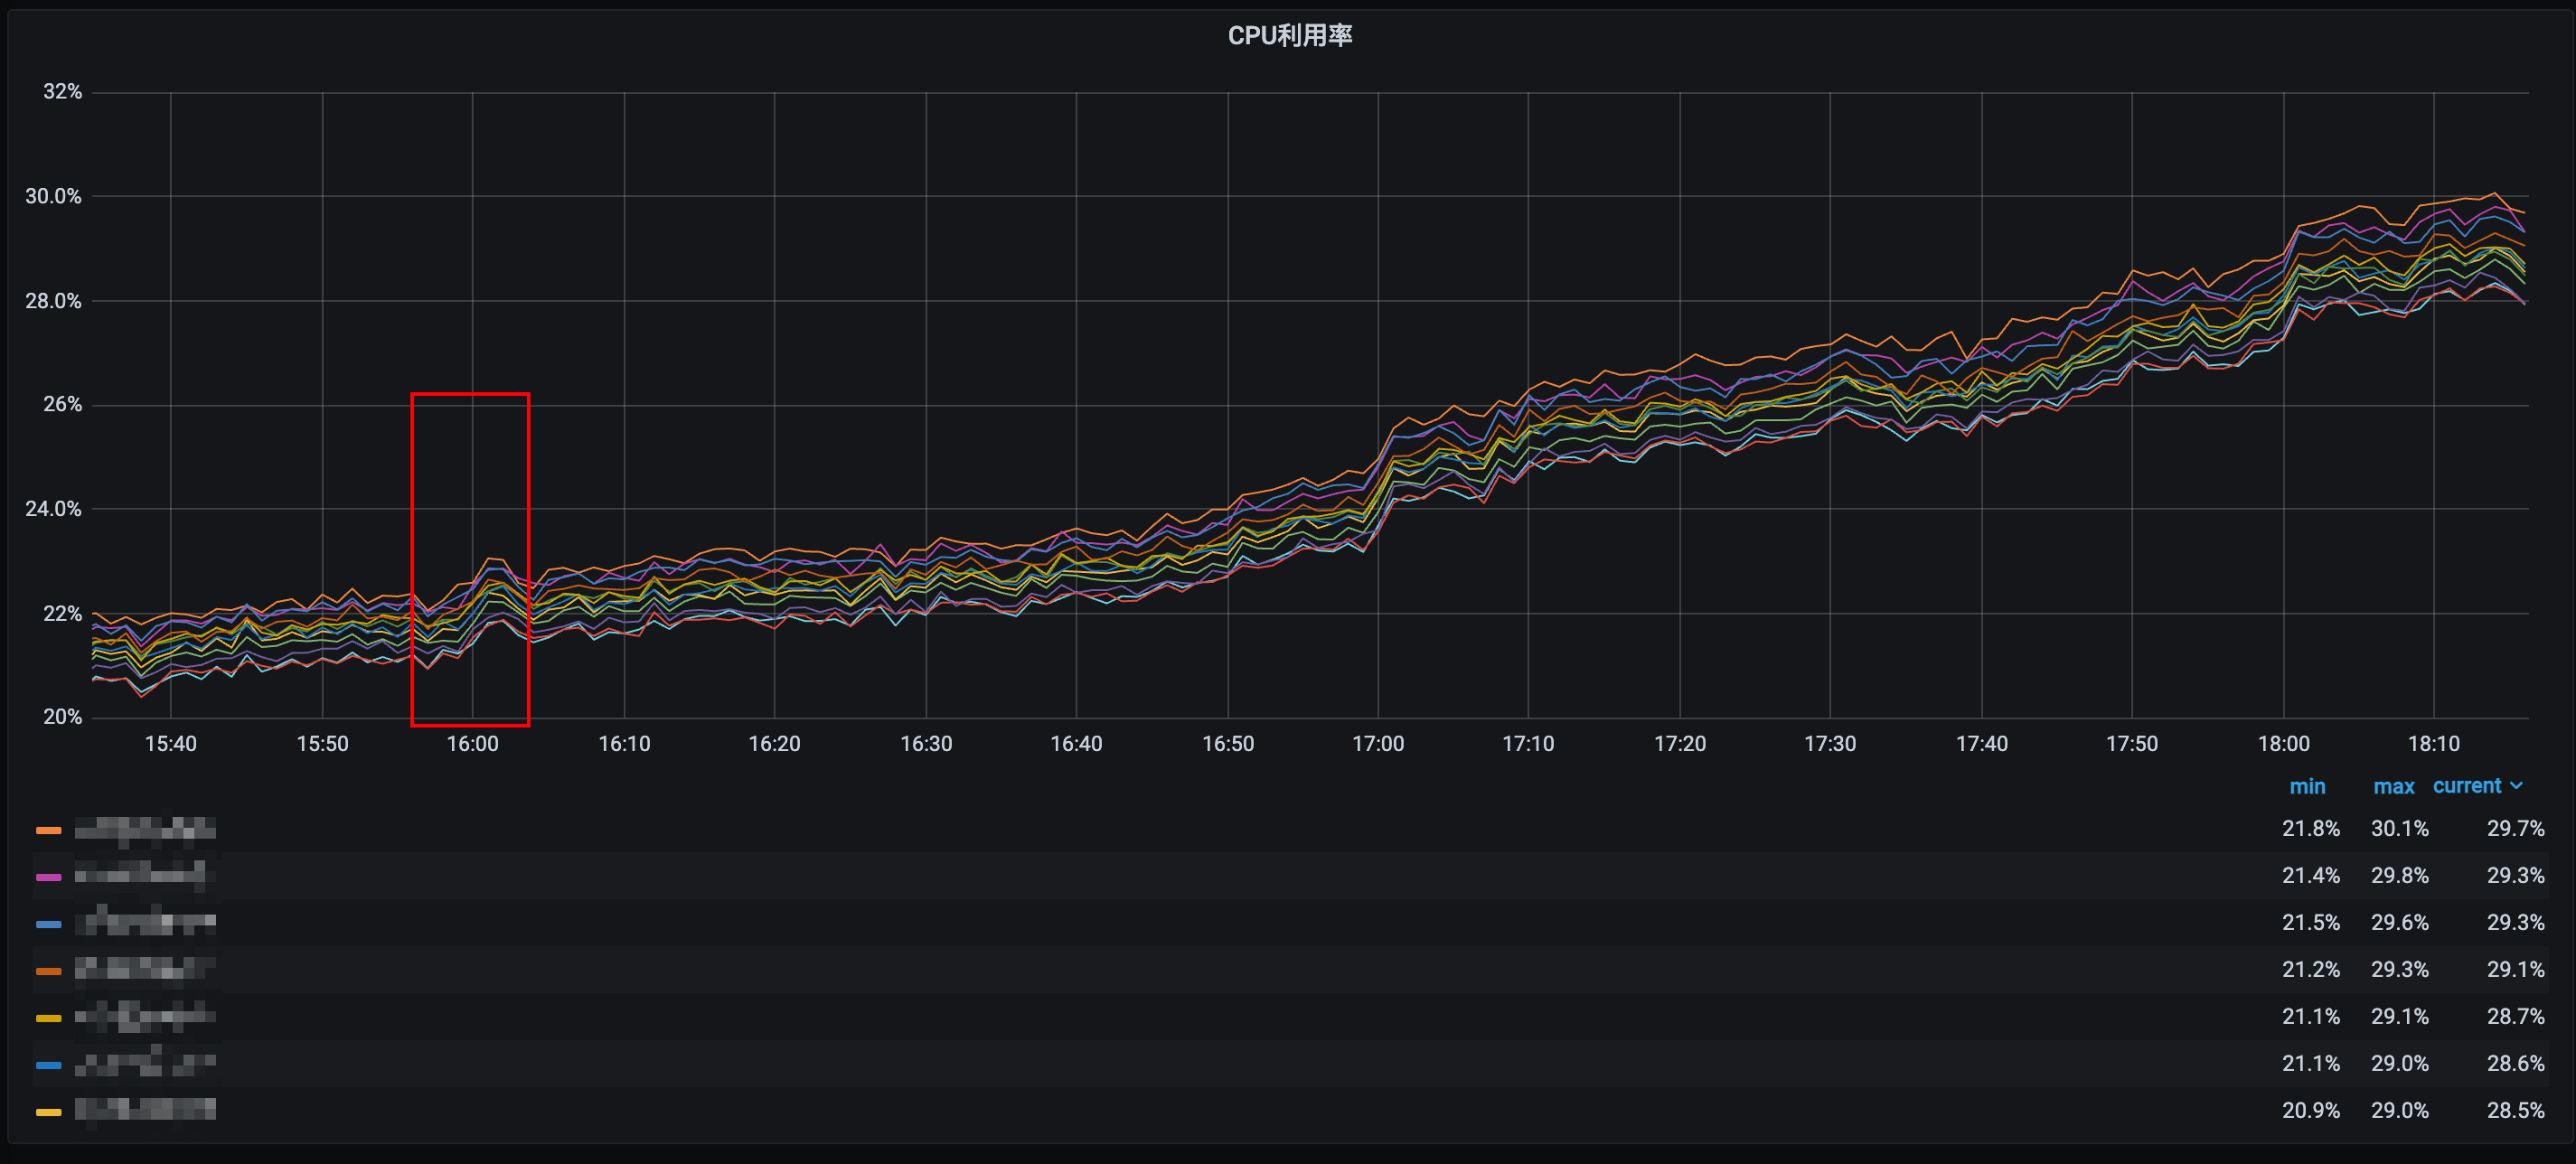 CPU利用率
32%
30.0%
28.0%
26%
24.0%
22%
20%
15:40 15:50 16:00 16:10 16:20 16:30 16:40 16:50 17:00 17:10 17:20 17:30 17:40 17:50 18:00 18:10
min max current
21.8% 30.1% 29.7%
21.4% 29.8% 29.3%
21.5% 29.6% 29.3%
21.2% 29.3% 29.1%
21.1% 29.1% 28.7%
21.1% 29.0% 28.6%
20.9% 29.0% 28.5%